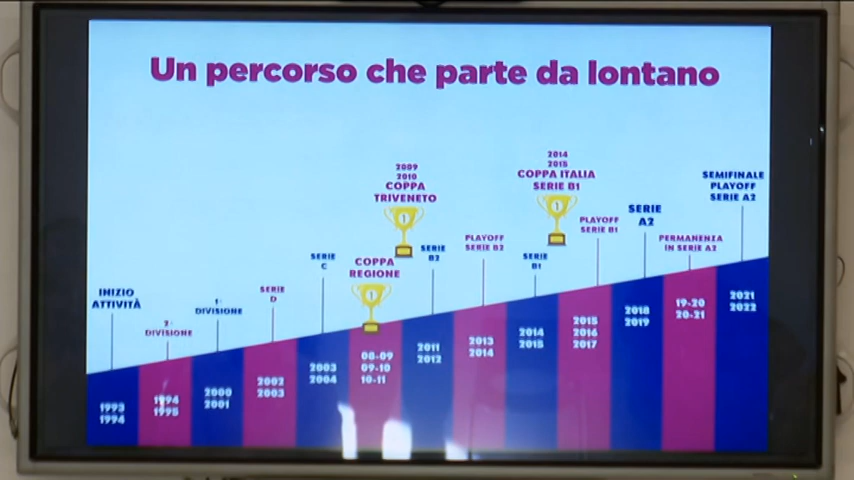 Un percorso che parte da lontano
INIZIO
ATTIVITÀ
1993
1994
2ª
DIVISIONE
1994
1995
1ª
DIVISIONE
2000
2001
SERIE
D
2002
2003
SERIE
C
2003
2004
COPPA
REGIONE
1
08-09
09-10
10-11
2009
2010
COPPA
TRIVENETO
1
SERIE
B2
2011
2012
PLAYOFF
SERIE B2
2013
2014
SERIE
B1
2014
2015
2014
2015
COPPA ITALIA
SERIE B1
1
PLAYOFF
SERIE B1
2015
2016
2017
SERIE
A2
2018
2019
PERMANENZA
IN SERIE A2
19-20
20-21
SEMIFINALE
PLAYOFF
SERIE A2
2021
2022